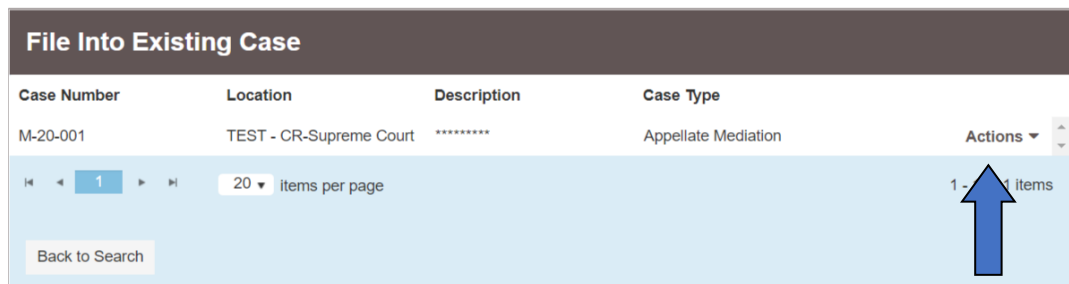 File Into Existing Case
Case Number Location Description Case Type
M-20-001 TEST - CR-Supreme Court ********* Appellate Mediation Actions
1 20 items per page 1 - 1 items
Back to Search